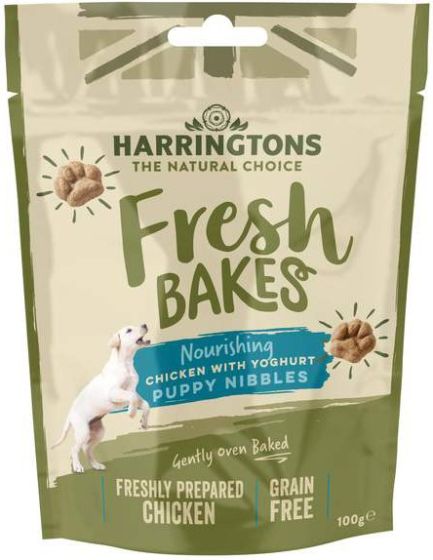 HARRINGTONS
THE NATURAL CHOICE
Fresh
BAKES
Nourishing
CHICKEN WITH YOGHURT
PUPPY NIBBLES
Gently Oven Baked
FRESHLY PREPARED
CHICKEN
GRAIN
FREE
100g℮